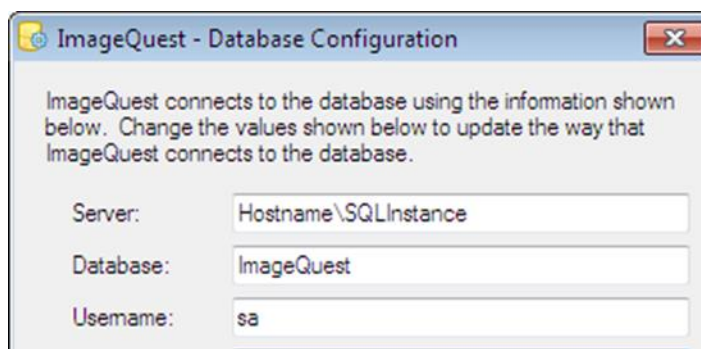 ImageQuest - Database Configuration
ImageQuest connects to the database using the information shown
below. Change the values shown below to update the way that
ImageQuest connects to the database.
Server: Hostname\SQLInstance
Database: ImageQuest
Username: sa